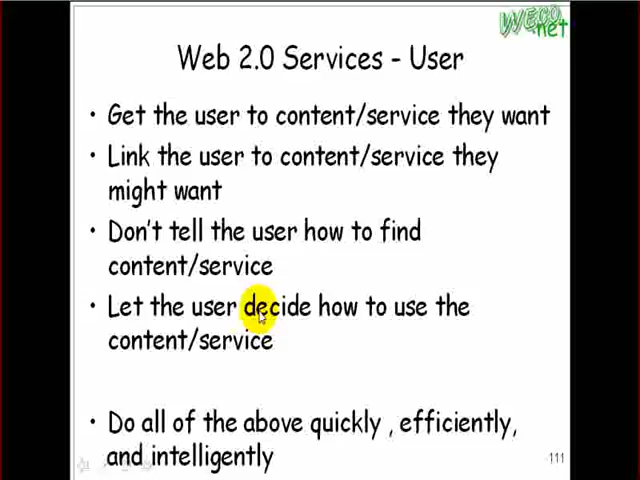 WECO
.net
Web 2.0 Services - User
• Get the user to content/service they want
• Link the user to content/service they
might want
• Don't tell the user how to find
content/service
• Let the user decide how to use the
content/service
• Do all of the above quickly , efficiently,
and intelligently
111